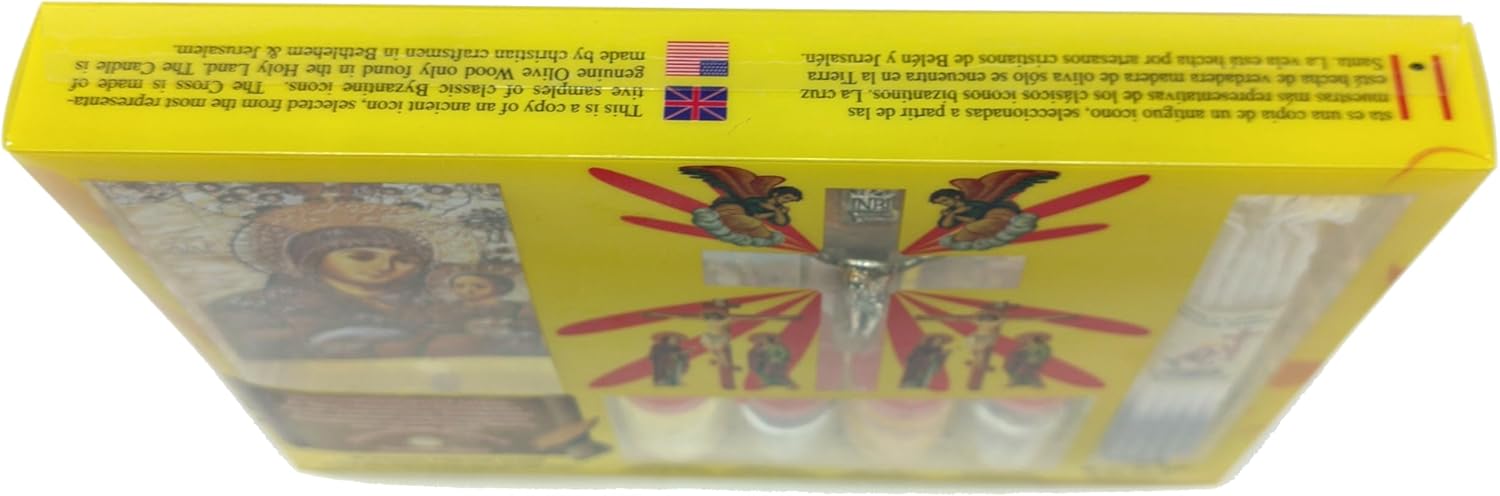 sta es una copia de un antiguo icono, seleccionadas a partir de las
muestras más representativas de los clásicos iconos bizantinos. La cruz
está hecha de verdadera madera de oliva sólo se encuentra en la Tierra
Santa. La vela está hecha por artesanos cristianos de Belén y Jerusalén.
This is a copy of an ancient icon, selected from the most representa-
tive samples of classic Byzantine icons. The Cross is made of
genuine Olive Wood only found in the Holy Land. The Candle is
made by christian craftsmen in Bethlehem & Jerusalem.
INRI